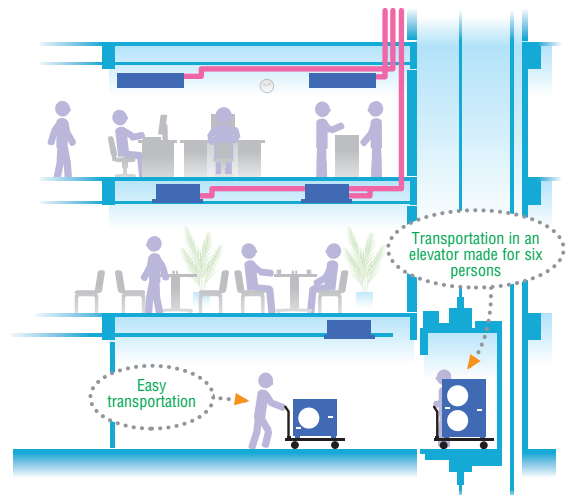 Transportation in an
elevator made for six
persons
Easy
transportation